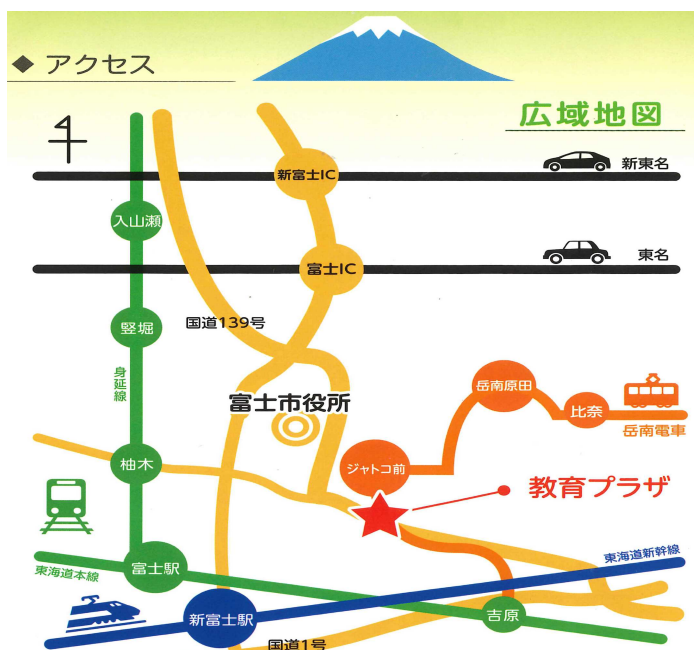 ◆ アクセス
広域地図
新東名
新富士IC
入山瀬
東名
富士IC
国道139号
竪堀
身延線
岳南原田
比奈
岳南電車
富士市役所
柚木
ジャトコ前
教育プラザ
東海道本線
富士駅
東海道新幹線
新富士駅
吉原
国道1号